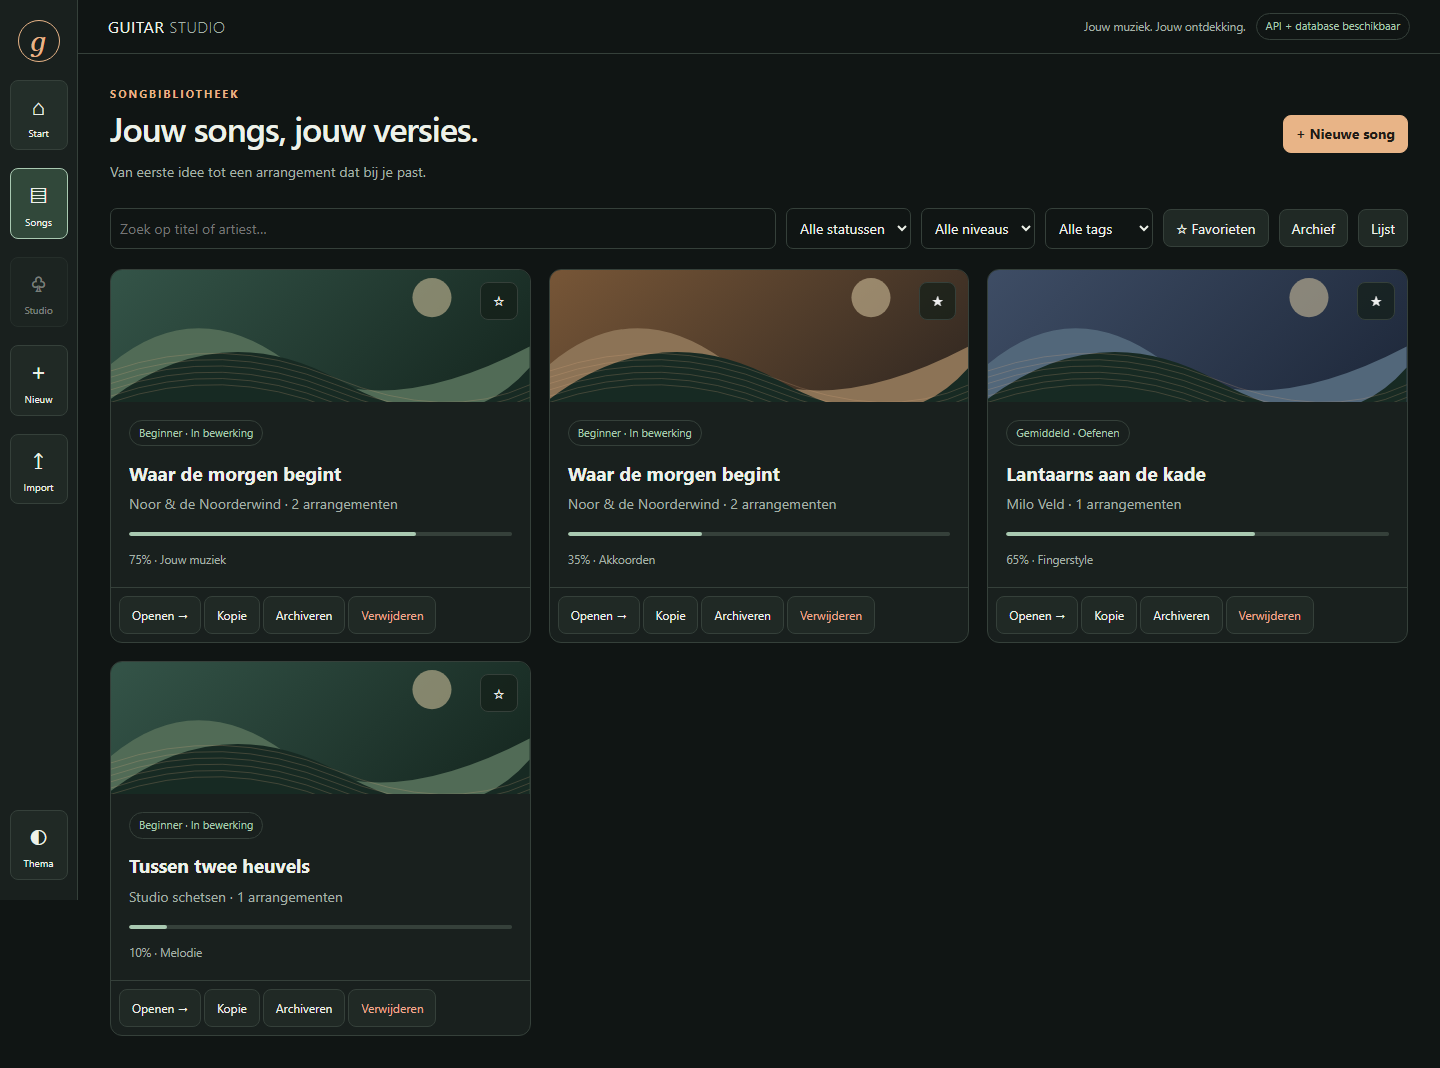 g
GUITAR STUDIO
Jouw muziek. Jouw ontdekking.
API + database beschikbaar
Start
Songs
Studio
+
Nieuw
Import
Thema
SONGBIBLIOTHEEK
Jouw songs, jouw versies.
Van eerste idee tot een arrangement dat bij je past.
+ Nieuwe song
Zoek op titel of artiest...
Alle statussen
Alle niveaus
Alle tags
☆ Favorieten
Archief
Lijst
Beginner · In bewerking
Waar de morgen begint
Noor & de Noorderwind · 2 arrangementen
75% · Jouw muziek
Openen →
Kopie
Archiveren
Verwijderen
Beginner · In bewerking
Waar de morgen begint
Noor & de Noorderwind · 2 arrangementen
35% · Akkoorden
Openen →
Kopie
Archiveren
Verwijderen
Gemiddeld · Oefenen
Lantaarns aan de kade
Milo Veld · 1 arrangementen
65% · Fingerstyle
Openen →
Kopie
Archiveren
Verwijderen
Beginner · In bewerking
Tussen twee heuvels
Studio schetsen · 1 arrangementen
10% · Melodie
Openen →
Kopie
Archiveren
Verwijderen